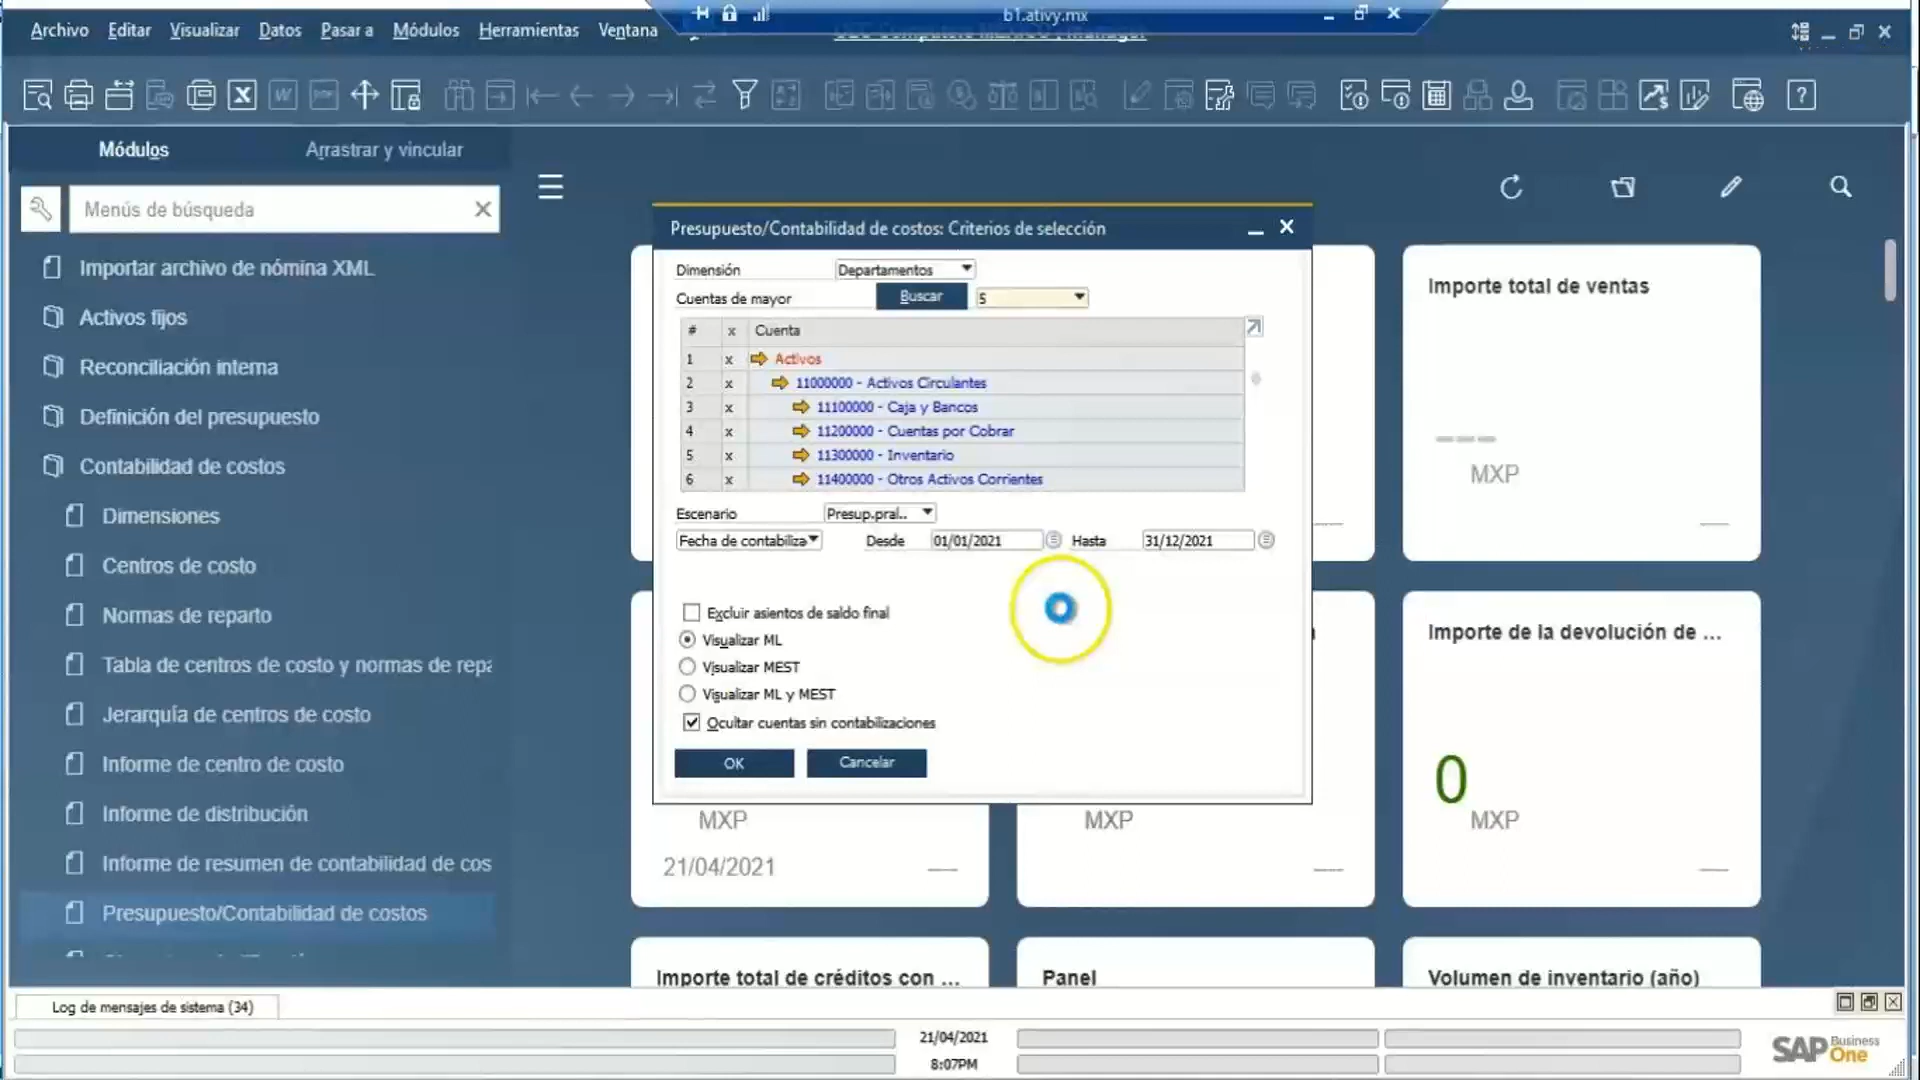 b1.ativy.mx
Archivo Editar Visualizar Datos Pasar a Módulos Herramientas Ventana
Módulos Arrastrar y vincular
Menús de búsqueda
Importar archivo de nómina XML
Activos fijos
Reconciliación interna
Definición del presupuesto
Contabilidad de costos
Dimensiones
Centros de costo
Normas de reparto
Tabla de centros de costo y normas de repa
Jerarquía de centros de costo
Informe de centro de costo
Informe de distribución
Informe de resumen de contabilidad de cos
Presupuesto/Contabilidad de costos
Presupuesto/Contabilidad de costos: Criterios de selección
Dimensión Departamentos
Cuentas de mayor Buscar 5
# x Cuenta
1 x Activos
2 x 11000000 - Activos Circulantes
3 x 11100000 - Caja y Bancos
4 x 11200000 - Cuentas por Cobrar
5 x 11300000 - Inventario
6 x 11400000 - Otros Activos Corrientes
Escenario Presup.pral..
Fecha de contabiliza Desde 01/01/2021 Hasta 31/12/2021
Excluir asientos de saldo final
Visualizar ML
Visualizar MEST
Visualizar ML y MEST
Ocultar cuentas sin contabilizaciones
OK Cancelar
Importe total de ventas
--- MXP
Importe de la devolución de ...
0 MXP
MXP
21/04/2021
MXP
Importe total de créditos con ...
Panel
Volumen de inventario (año)
Log de mensajes de sistema (34)
21/04/2021
8:07PM
SAP Business One